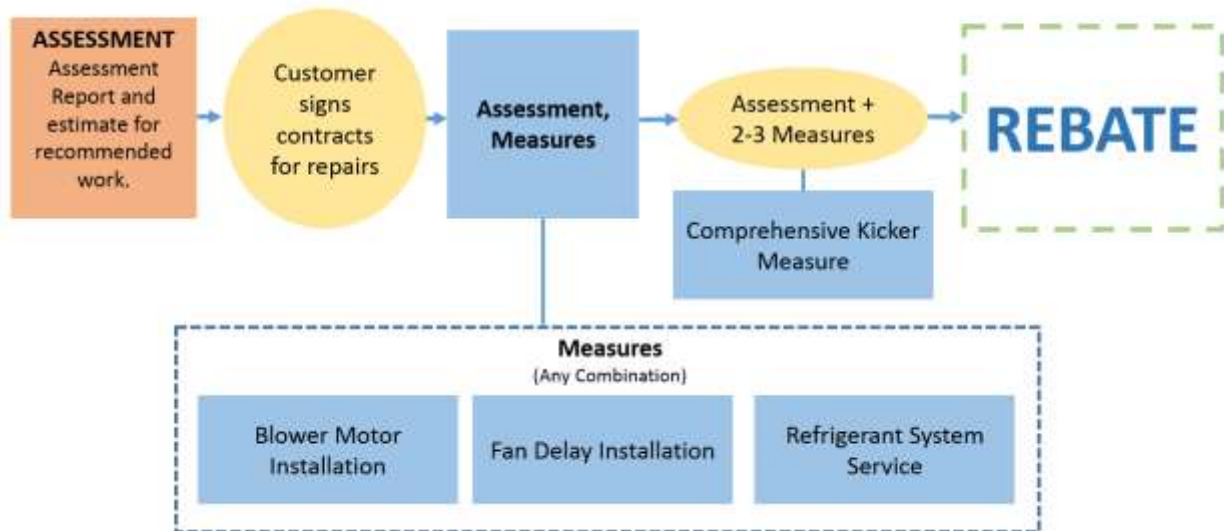 ASSESSMENT
Assessment
Report and
estimate for
recommended
work.
Customer
signs
contracts
for repairs
Assessment,
Measures
Assessment +
2-3 Measures
REBATE
Comprehensive Kicker
Measure
Measures
(Any Combination)
Blower Motor
Installation
Fan Delay Installation
Refrigerant System
Service